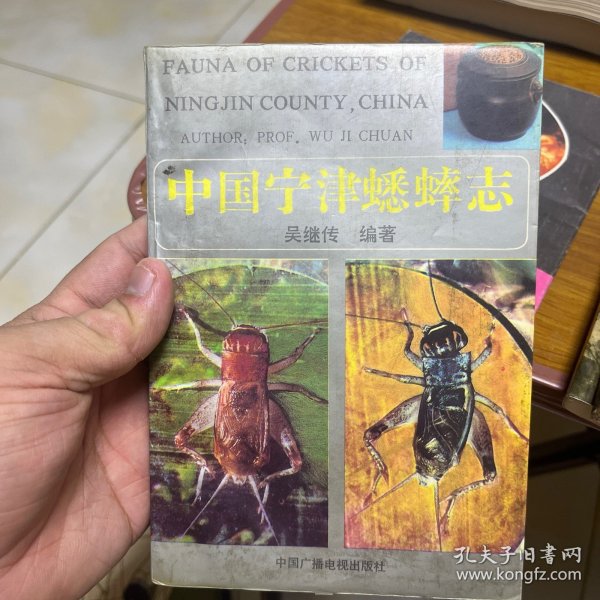 FAUNA OF CRICKETS OF
NINGJIN COUNTY, CHINA
AUTHOR: PROF. WU JI CHUAN
中国宁津蟋蟀志
吴继传 编著
中国广播电视出版社
孔夫子旧书网
www.kongfz.com